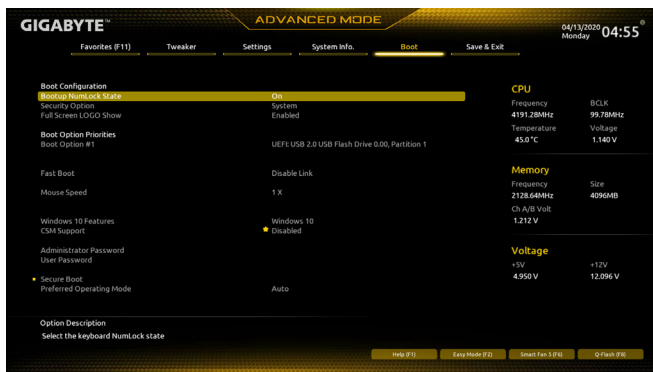 GIGABYTE™
ADVANCED MODE
04/13/2020
Monday
04:55
Favorites (F11) Tweaker Settings System Info. Boot Save & Exit
Boot Configuration
Bootup NumLock State On
Security Option System
Full Screen LOGO Show Enabled
Boot Option Priorities
Boot Option #1 UEFI: USB 2.0 USB Flash Drive 0.00, Partition 1
Fast Boot Disable Link
Mouse Speed 1 X
Windows 10 Features Windows 10
CSM Support Disabled
Administrator Password
User Password
Secure Boot
Preferred Operating Mode Auto
CPU
Frequency BCLK
4191.28MHz 99.78MHz
Temperature Voltage
45.0 °C 1.140 V
Memory
Frequency Size
2128.64MHz 4096MB
Ch A/B Volt
1.212 V
Voltage
+5V +12V
4.950 V 12.096 V
Option Description
Select the keyboard NumLock state
Help (F1) Easy Mode (F2) Smart Fan 5 (F6) Q-Flash (F8)